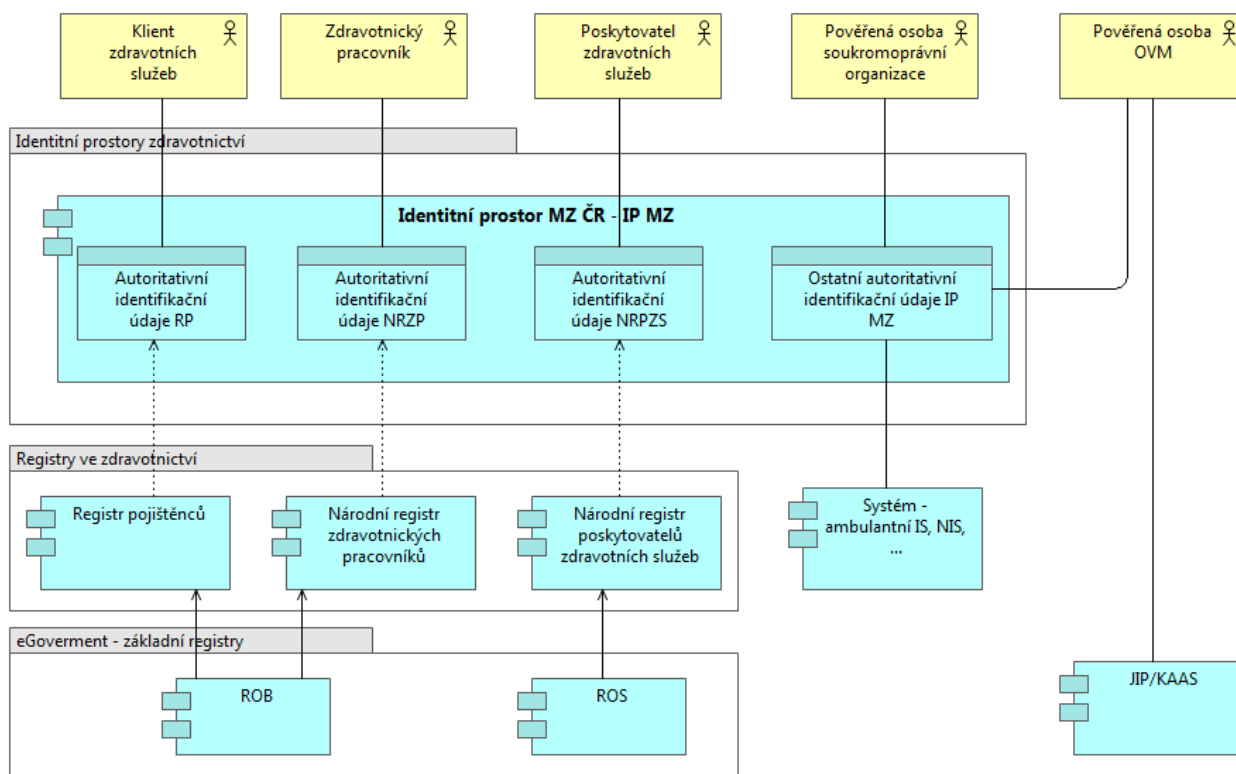 Klient
zdravotních
služeb
Zdravotnický
pracovník
Poskytovatel
zdravotních
služeb
Pověřená osoba
soukromoprávní
organizace
Pověřená osoba
OVM
Identitní prostory zdravotnictví
Identitní prostor MZ ČR - IP MZ
Autoritativní
identifikační
údaje RP
Autoritativní
identifikační
údaje NRZP
Autoritativní
identifikační
údaje NRPZS
Ostatní autoritativní
identifikační údaje IP
MZ
Registry ve zdravotnictví
Registr pojištěnců
Národní registr
zdravotnických
pracovníků
Národní registr
poskytovatelů
zdravotních služeb
Systém -
ambulantní IS, NIS,
...
eGoverment - základní registry
ROB
ROS
JIP/KAAS